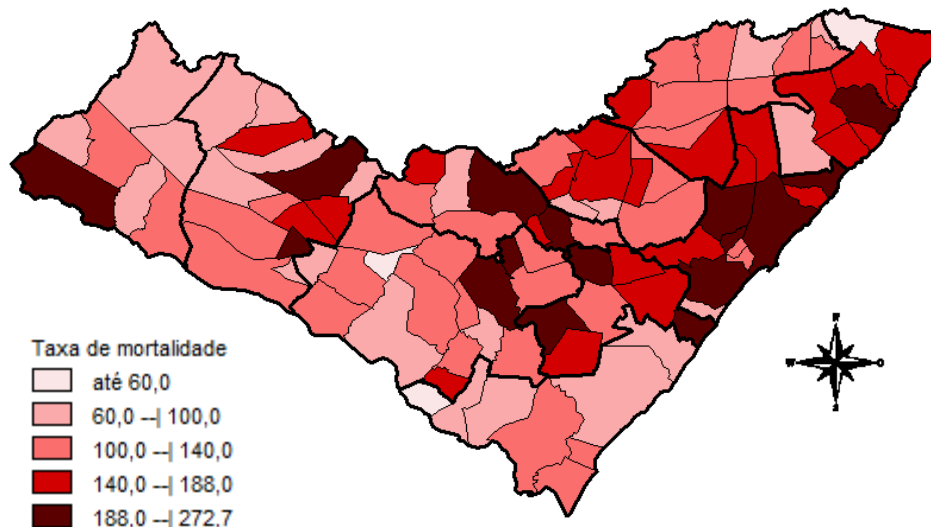 Taxa de mortalidade
até 60,0
60,0 --| 100,0
100,0 --| 140,0
140,0 --| 188,0
188,0 --| 272,7
W